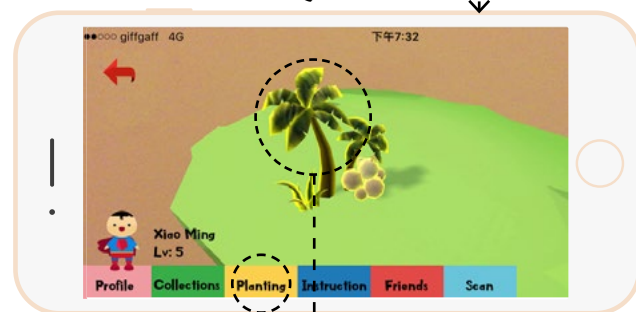 giffgaff 4G 下午7:32
Xiao Ming
Lv: 5
Profile Collections Planting Instruction Friends Scan